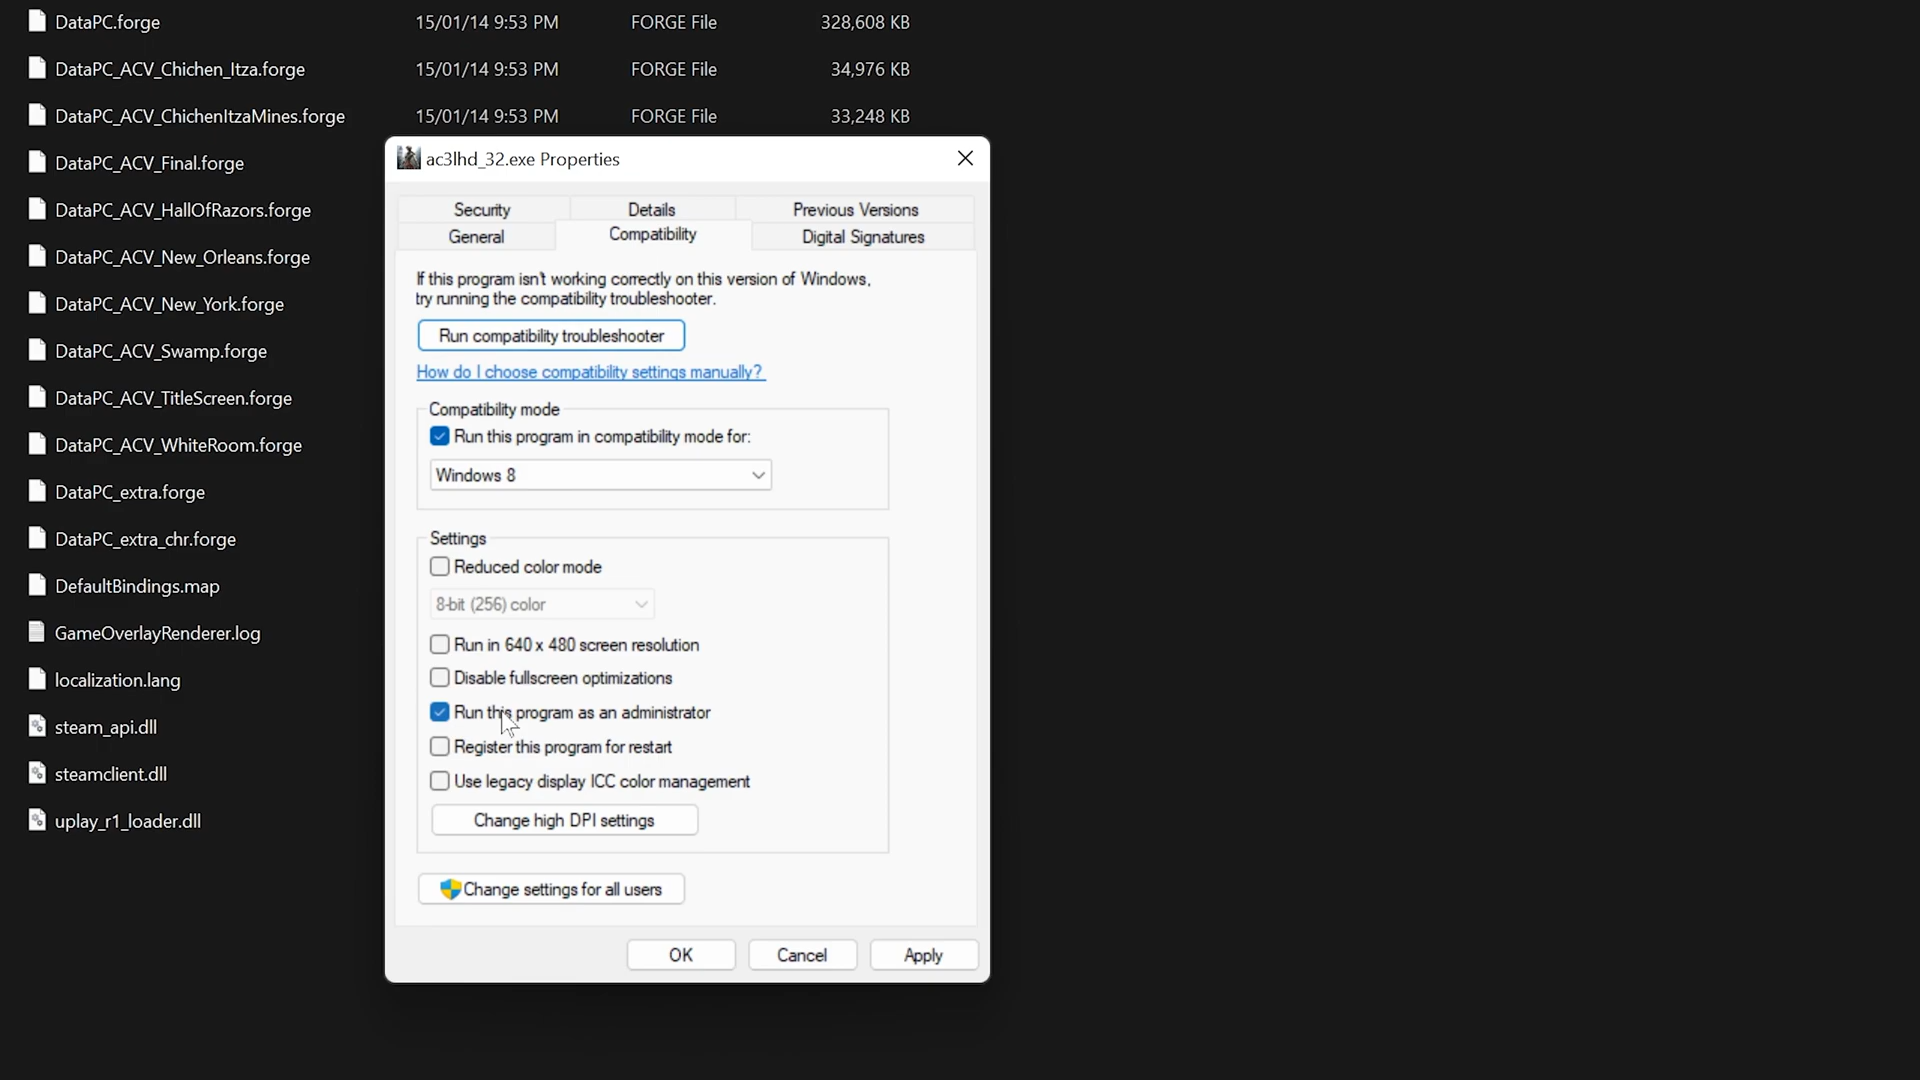 DataPC.forge 15/01/14 9:53 PM FORGE File 328,608 KB
DataPC_ACV_Chichen_Itza.forge 15/01/14 9:53 PM FORGE File 34,976 KB
DataPC_ACV_ChichenItzaMines.forge 15/01/14 9:53 PM FORGE File 33,248 KB
DataPC_ACV_Final.forge
DataPC_ACV_HallOfRazors.forge
DataPC_ACV_New_Orleans.forge
DataPC_ACV_New_York.forge
DataPC_ACV_Swamp.forge
DataPC_ACV_TitleScreen.forge
DataPC_ACV_WhiteRoom.forge
DataPC_extra.forge
DataPC_extra_chr.forge
DefaultBindings.map
GameOverlayRenderer.log
localization.lang
steam_api.dll
steamclient.dll
uplay_r1_loader.dll
ac3lhd_32.exe Properties
Security Details Previous Versions
General Compatibility Digital Signatures
If this program isn't working correctly on this version of Windows,
try running the compatibility troubleshooter.
Run compatibility troubleshooter
How do I choose compatibility settings manually?
Compatibility mode
Run this program in compatibility mode for:
Windows 8
Settings
Reduced color mode
8-bit (256) color
Run in 640 x 480 screen resolution
Disable fullscreen optimizations
Run this program as an administrator
Register this program for restart
Use legacy display ICC color management
Change high DPI settings
Change settings for all users
OK Cancel Apply